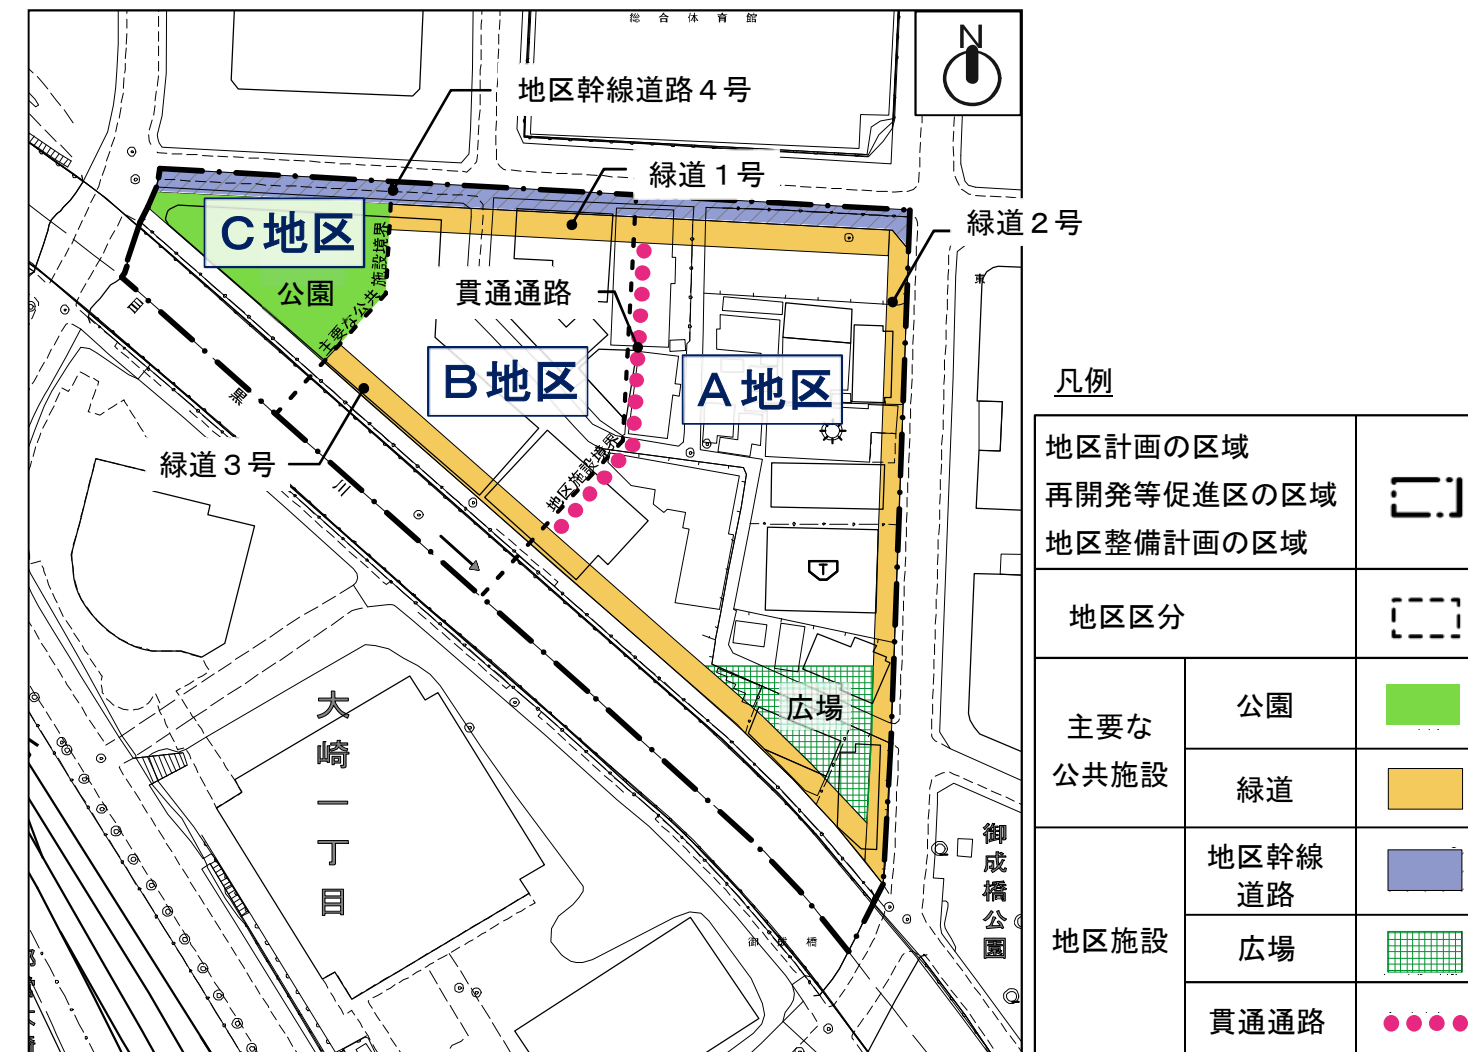 総合体育館
N
地区幹線道路４号
緑道１号
緑道２号
C地区
主要な公共施設境界
公園
貫通通路
東
B地区
A地区
目
黒
川
緑道３号
地区施設境界
広場
大崎一丁目
御成橋公園
御成橋
凡例
地区計画の区域
再開発等促進区の区域
地区整備計画の区域
地区区分
主要な
公共施設
公園
緑道
地区施設
地区幹線
道路
広場
貫通通路